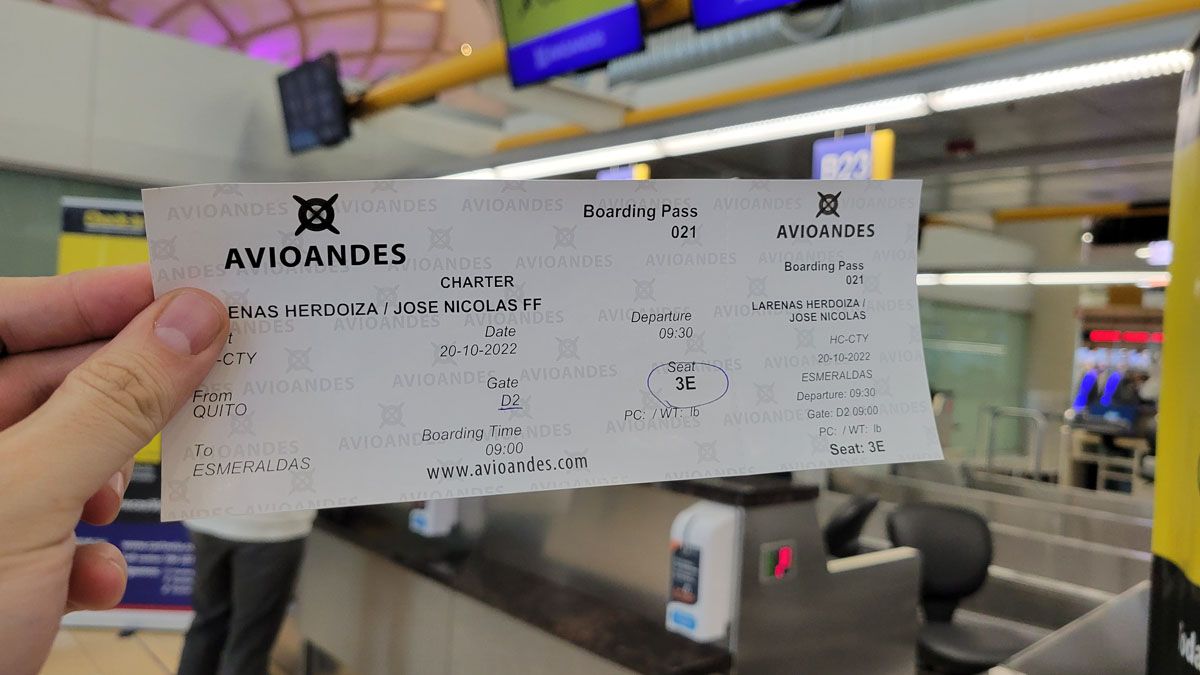 B23
AVIOANDES
Boarding Pass
021
CHARTER
ENAS HERDOIZA / JOSE NICOLAS FF
-CTY
Date
20-10-2022
Departure
09:30
From
QUITO
Gate
D2
Seat
3E
To
ESMERALDAS
Boarding Time
09:00
PC: / WT: lb
www.avioandes.com
AVIOANDES
Boarding Pass
021
LARENAS HERDOIZA /
JOSE NICOLAS
HC-CTY
20-10-2022
ESMERALDAS
Departure: 09:30
Gate: D2 09:00
PC: / WT: lb
Seat: 3E